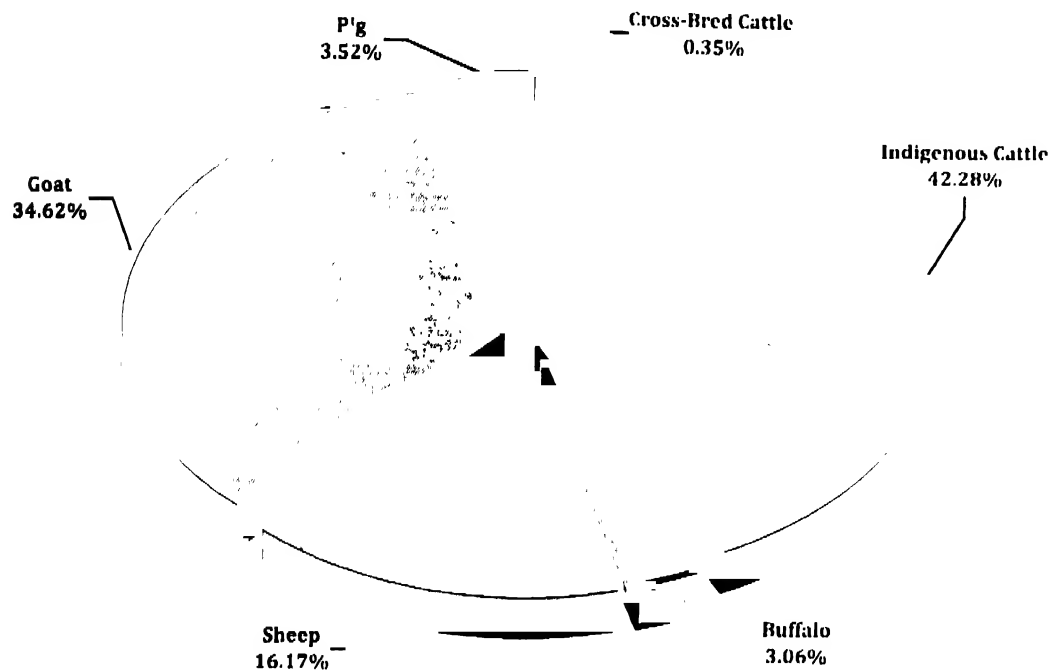 P'g
3.52%
Cross-Bred Cattle
0.35%
Indigenous Cattle
42.28%
Goat
34.62%
Sheep
16.17%
Buffalo
3.06%